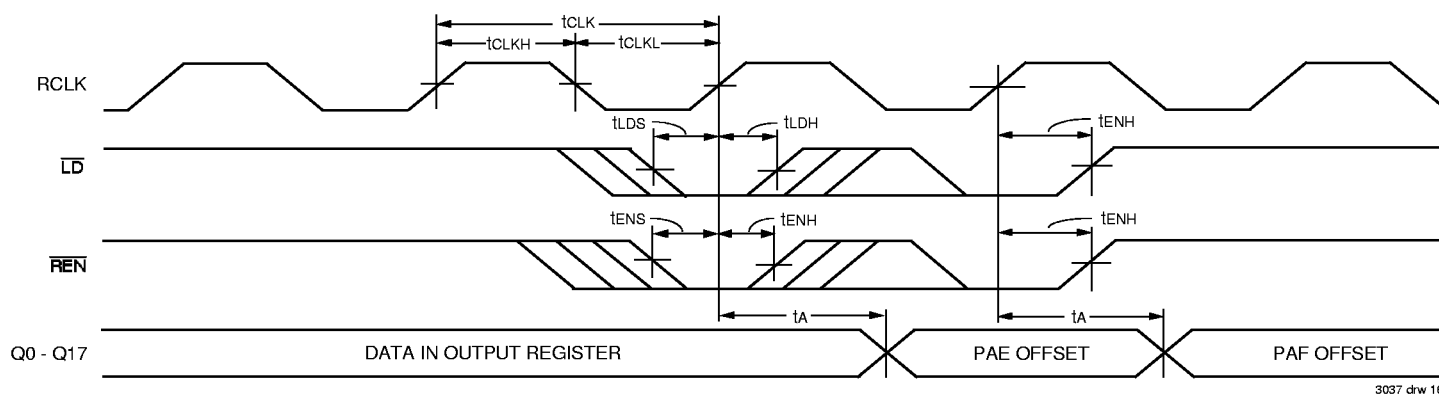 tCLK
tCLKH
tCLKL
RCLK
tLDS
tLDH
tENH
LD
tENS
tENH
tENH
REN
tA
tA
Q0 - Q17
DATA IN OUTPUT REGISTER
PAE OFFSET
PAF OFFSET
3037 drw 16